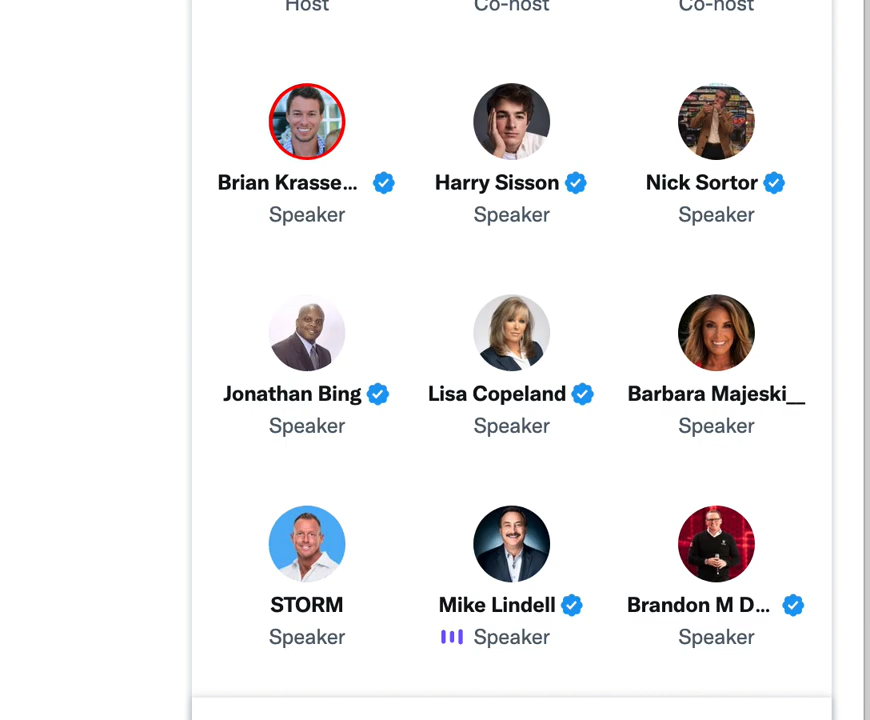 Host Co-host Co-host
Brian Krasse... Harry Sisson Nick Sortor
Speaker Speaker Speaker
Jonathan Bing Lisa Copeland Barbara Majeski__
Speaker Speaker Speaker
STORM Mike Lindell Brandon M D...
Speaker Speaker Speaker